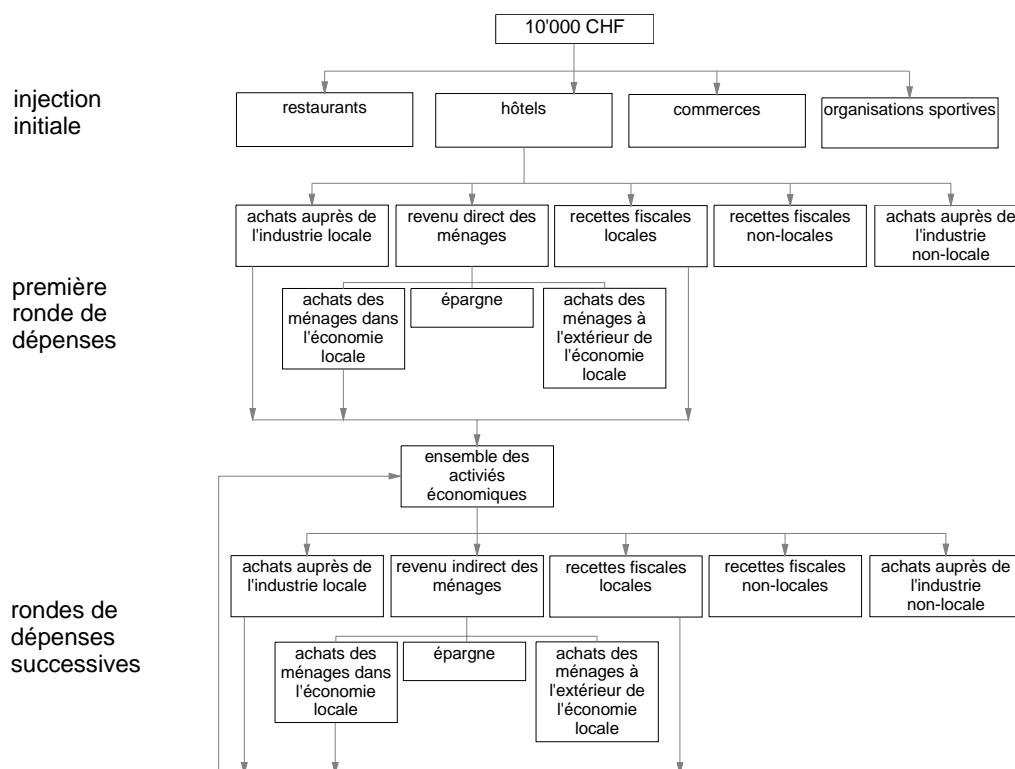 10'000 CHF
injection
initiale
restaurants
hôtels
commerces
organisations sportives
première
ronde de
dépenses
achats auprès de
l'industrie locale
revenu direct des
ménages
recettes fiscales
locales
recettes fiscales
non-locales
achats auprès de
l'industrie
non-locale
achats des
ménages dans
l'économie
locale
épargne
achats des
ménages à
l'extérieur de
l'économie
locale
ensemble des
activiés
économiques
rondes de
dépenses
successives
achats auprès de
l'industrie locale
revenu indirect des
ménages
recettes fiscales
locales
recettes fiscales
non-locales
achats auprès de
l'industrie
non-locale
achats des
ménages dans
l'économie
locale
épargne
achats des
ménages à
l'extérieur de
l'économie
locale